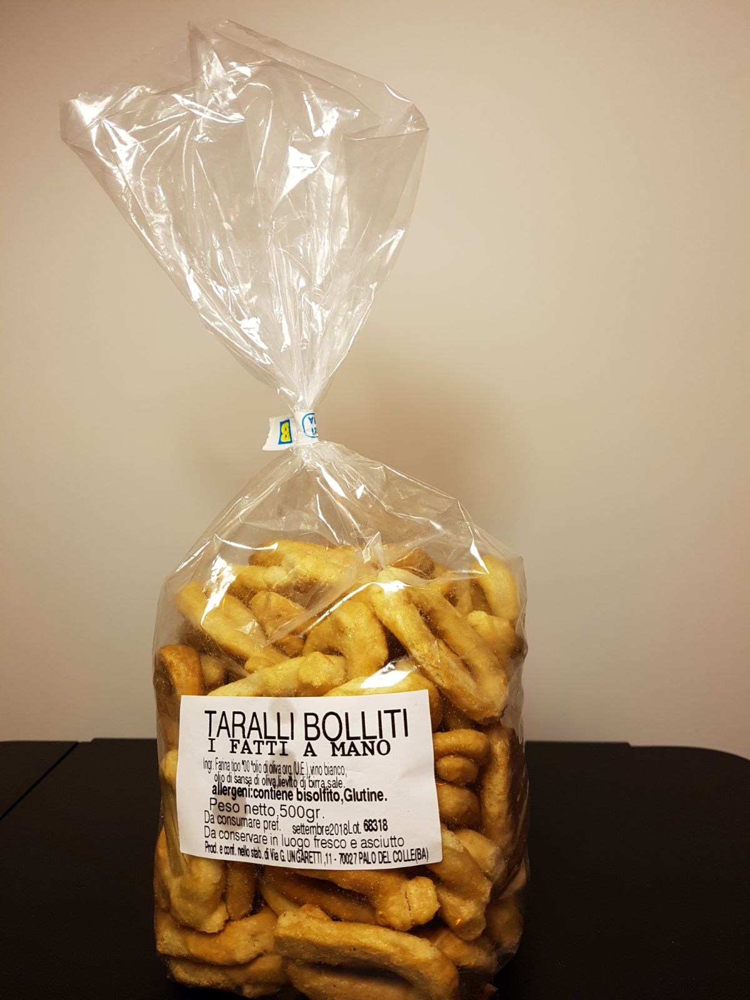 TARALLI BOLLITI
I FATTI A MANO
Ingr. Farina tipo "00 "olio di oliva org.(U.E.),vino bianco,
olio di sansa di oliva,lievito di birra,sale.
allergeni:contiene bisolfito,Glutine.
Peso netto,500gr.
Da consumare pref. settembre2018Lot. 68318
Da conservare in luogo fresco e asciutto
Prod. e conf. nello stab. di Via G. UNGARETTI ,11 - 70027 PALO DEL COLLE(BA)